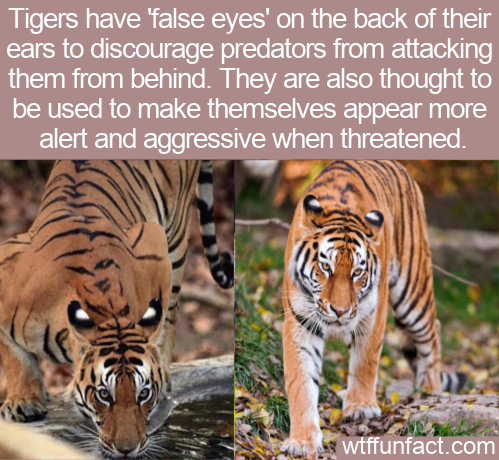 Tigers have 'false eyes' on the back of their
ears to discourage predators from attacking
them from behind. They are also thought to
be used to make themselves appear more
alert and aggressive when threatened.
wtffunfact.com